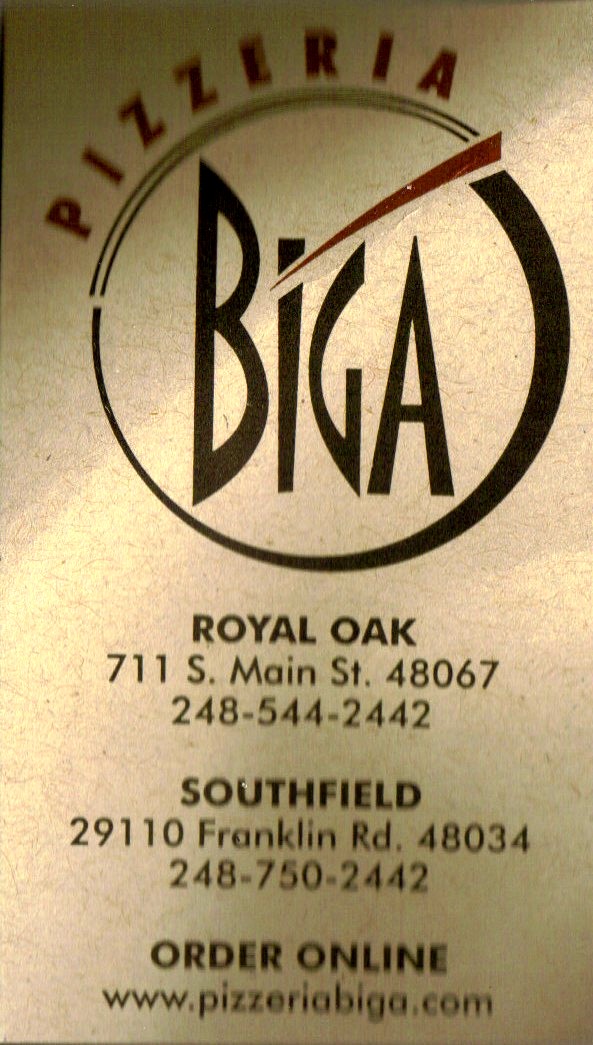 PIZZERIA
BIGA
ROYAL OAK
711 S. Main St. 48067
248-544-2442
SOUTHFIELD
29110 Franklin Rd. 48034
248-750-2442
ORDER ONLINE
www.pizzeriabiga.com